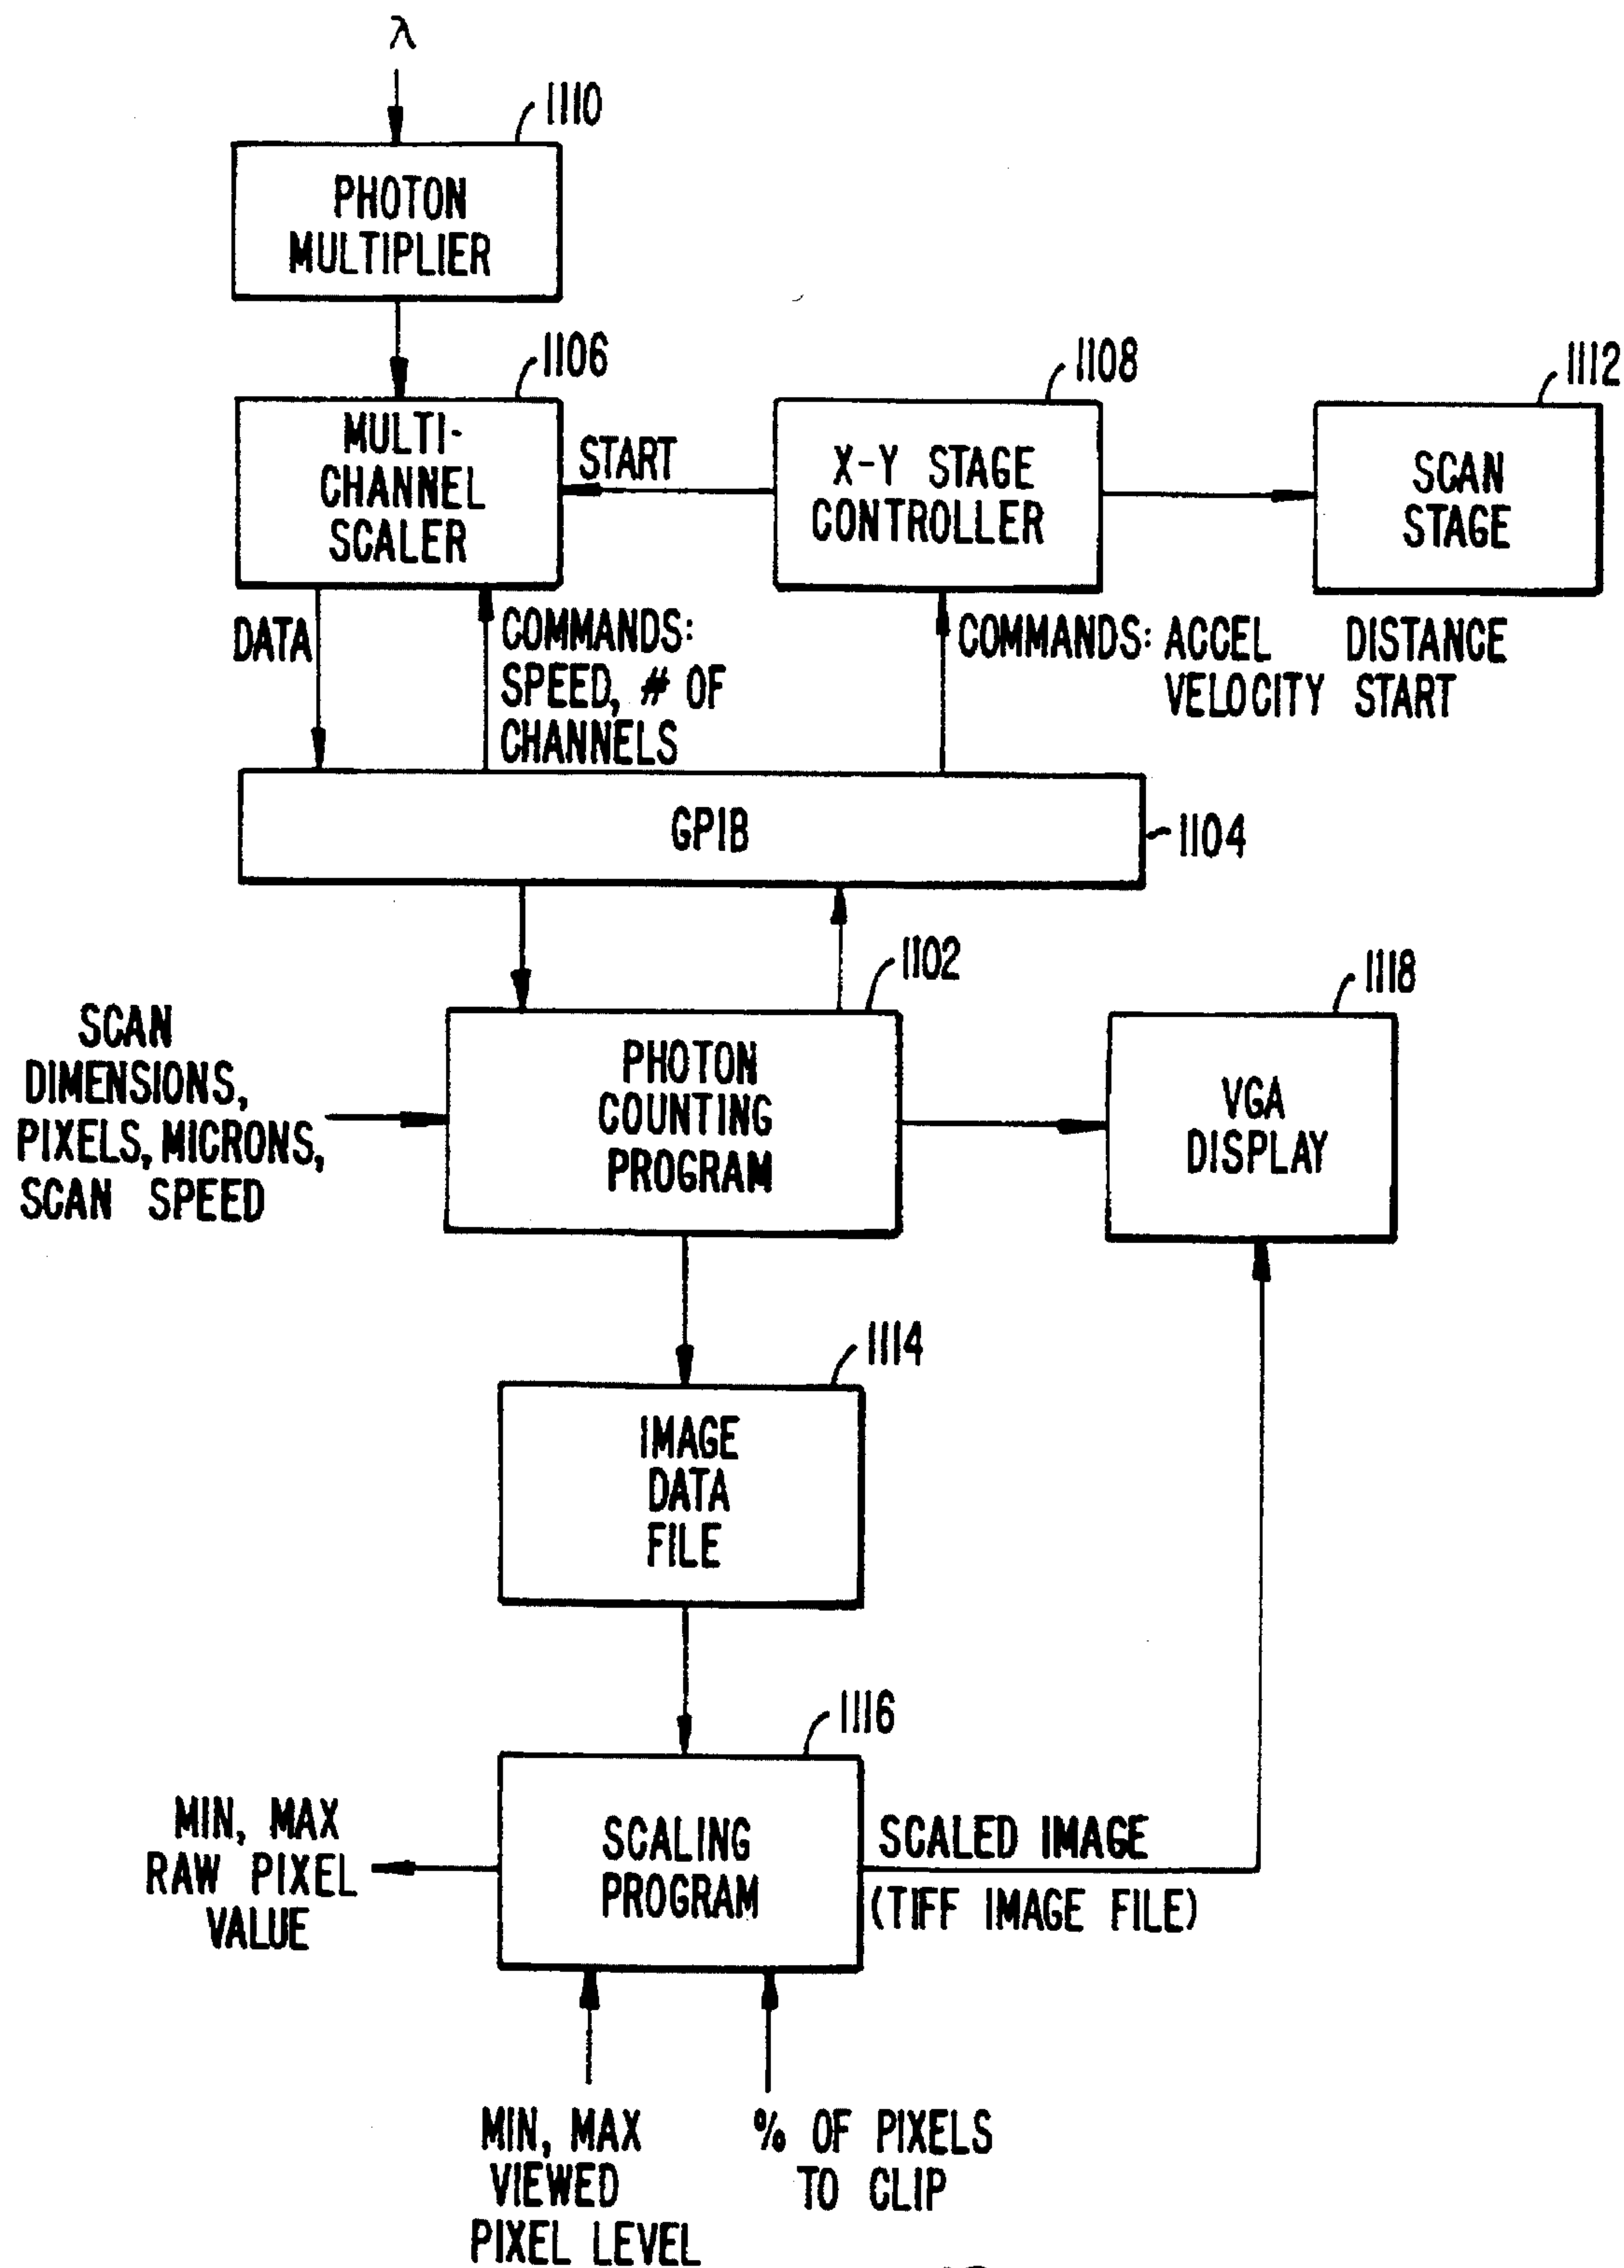 λ
1110
PHOTON
MULTIPLIER
1106
MULTI-
CHANNEL
SCALER
START
1108
X-Y STAGE
CONTROLLER
1112
SCAN
STAGE
DATA
COMMANDS:
SPEED, # OF
CHANNELS
COMMANDS: ACCEL DISTANCE
VELOCITY START
GPIB
1104
1102
SCAN
DIMENSIONS,
PIXELS, MICRONS,
SCAN SPEED
PHOTON
COUNTING
PROGRAM
1118
VGA
DISPLAY
1114
IMAGE
DATA
FILE
1116
MIN, MAX
RAW PIXEL
VALUE
SCALING
PROGRAM
SCALED IMAGE
(TIFF IMAGE FILE)
MIN, MAX
VIEWED
PIXEL LEVEL
% OF PIXELS
TO CLIP